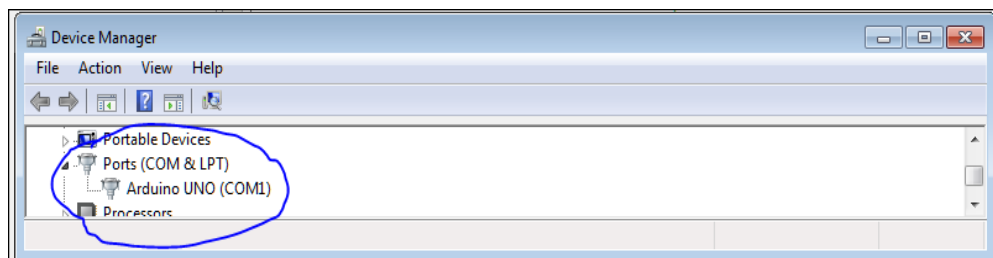 Device Manager
File Action View Help
Portable Devices
Ports (COM & LPT)
Arduino UNO (COM1)
Processors